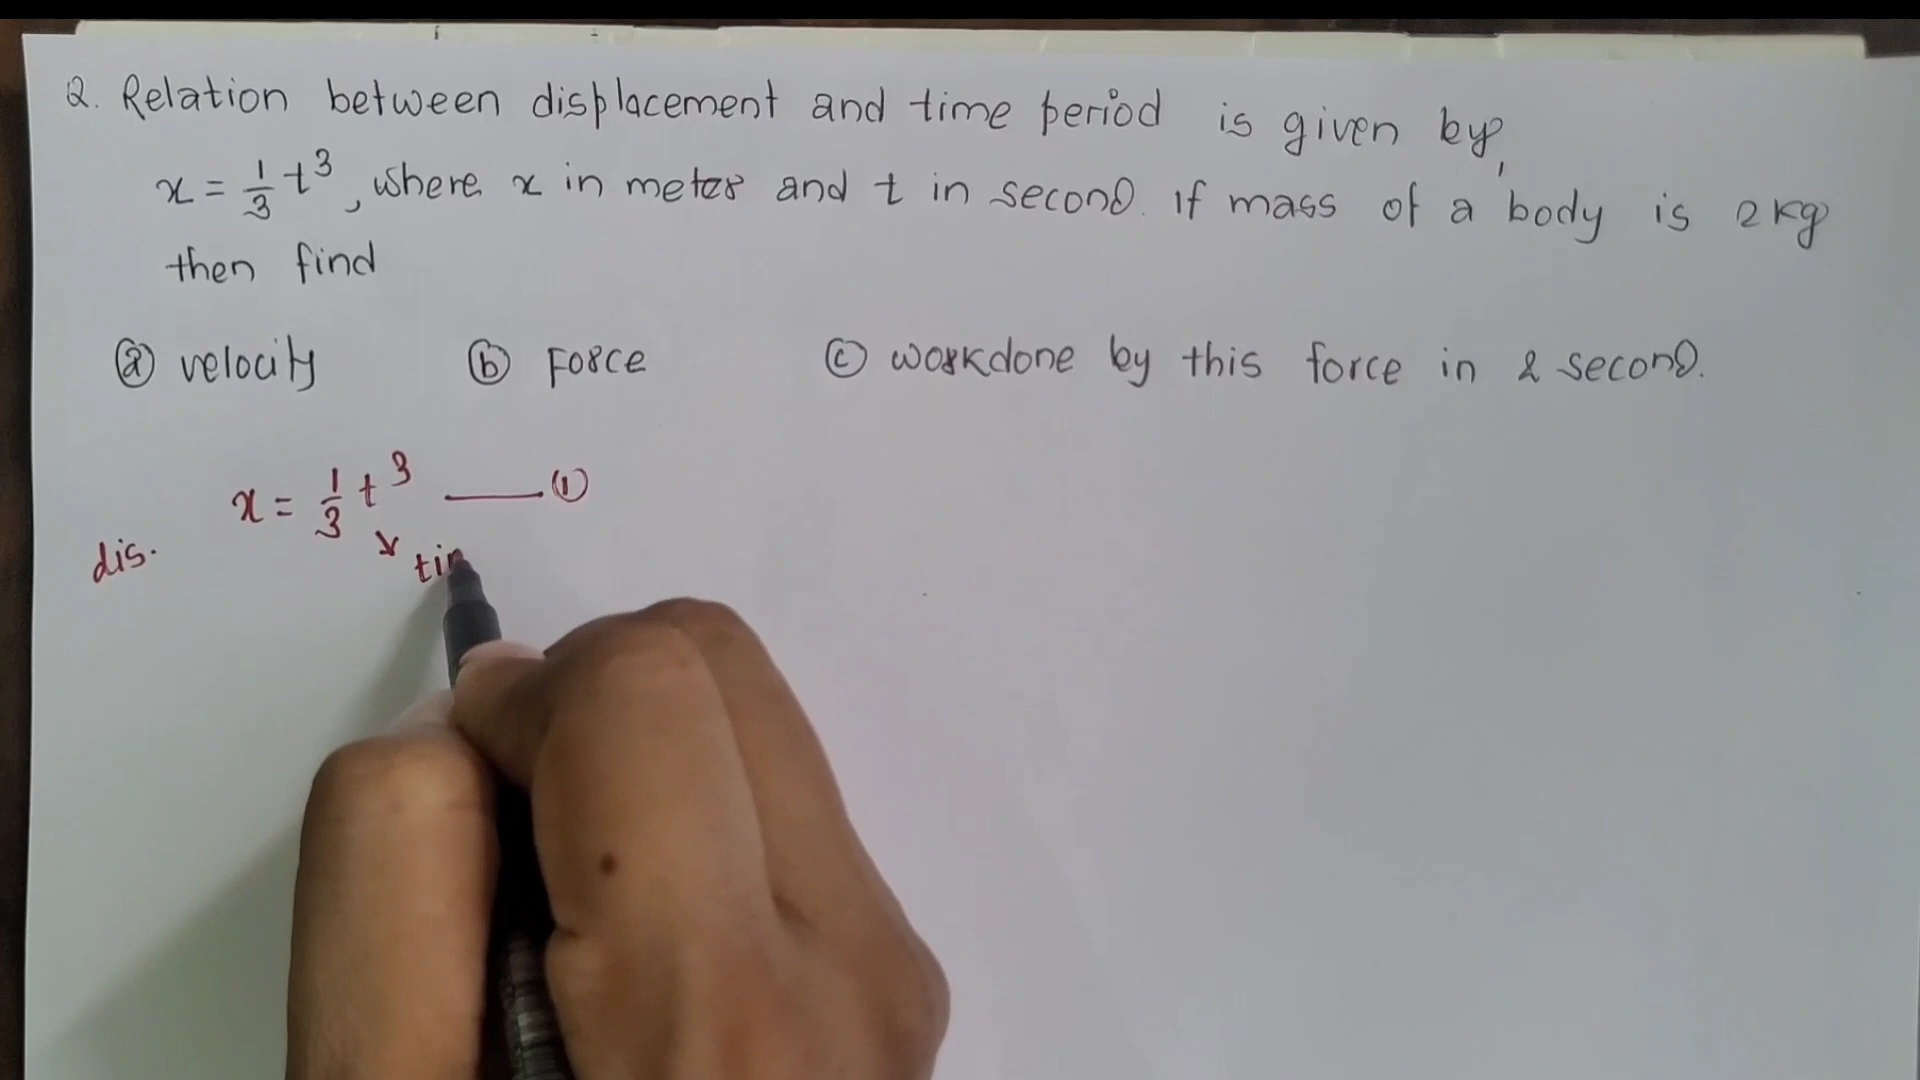 Q. Relation between displacement and time period is given by,
x = 1/3 t³, where x in meter and t in second. If mass of a body is 2 kg
then find
(a) velocity (b) Force (c) workdone by this force in 2 second.
x = 1/3 t³ —— (1)
dis.